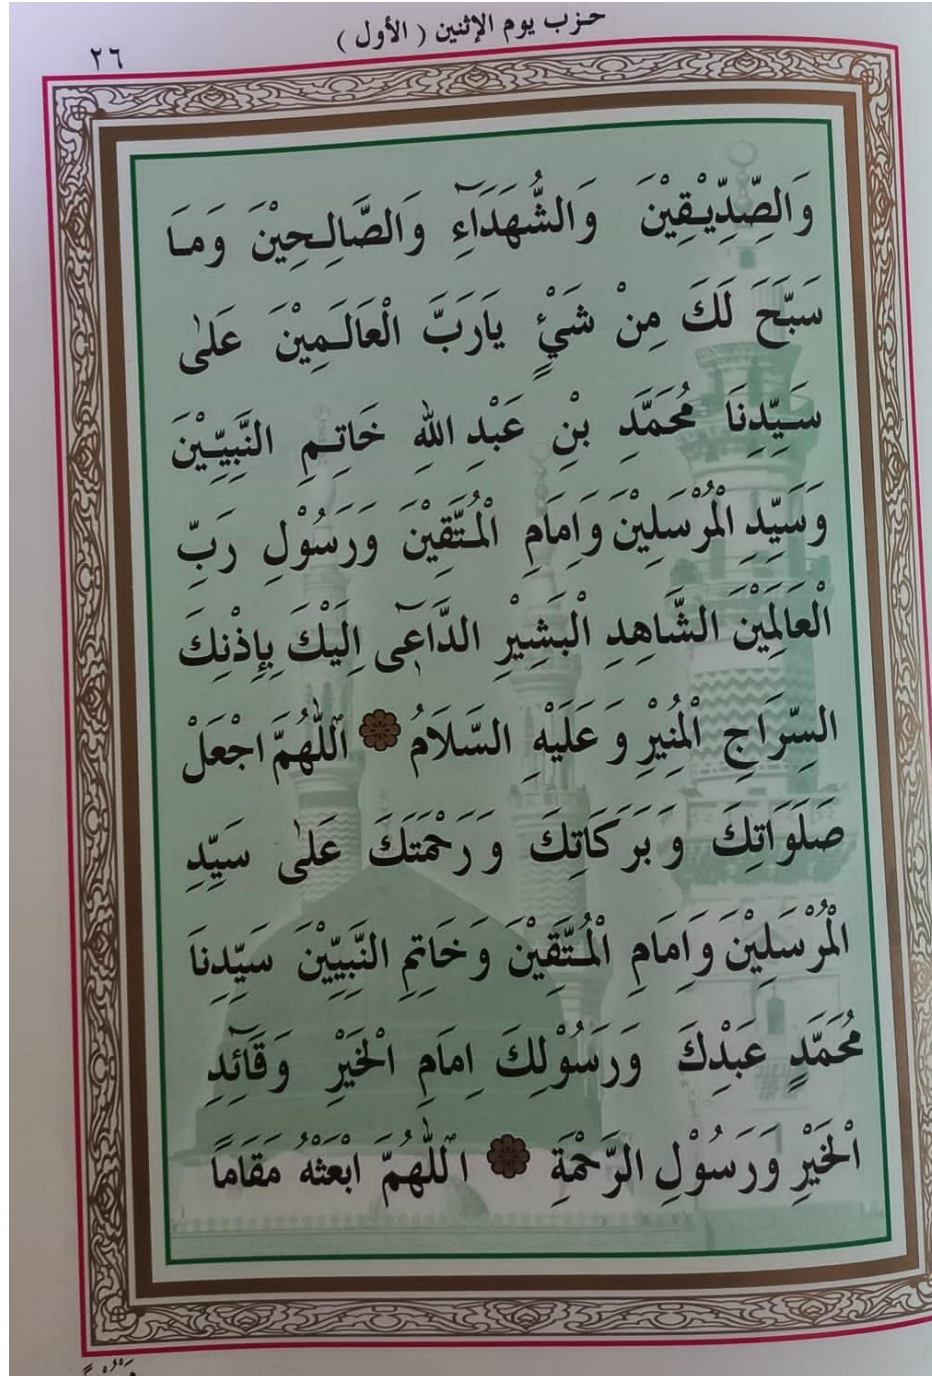 حزب يوم الإثنين ( الأول )
٢٦
وَالصِّدِّيْقِيْنَ وَالشُّهَدَآءِ وَالصَّالِحِيْنَ وَمَا
سَبَّحَ لَكَ مِنْ شَيْءٍ يَارَبَّ الْعَالَمِيْنَ عَلٰى
سَيِّدِنَا مُحَمَّدِ بْنِ عَبْدِ اللهِ خَاتِمِ النَّبِيِّيْنَ
وَسَيِّدِ الْمُرْسَلِيْنَ وَاِمَامِ الْمُتَّقِيْنَ وَرَسُوْلِ رَبِّ
الْعَالَمِيْنَ الشَّاهِدِ الْبَشِيْرِ الدَّاعِيْٓ اِلَيْكَ بِاِذْنِكَ
السِّرَاجِ الْمُنِيْرِ وَعَلَيْهِ السَّلَامُ ۞ اَللّٰهُمَّ اجْعَلْ
صَلَوَاتِكَ وَبَرَكَاتِكَ وَرَحْمَتَكَ عَلٰى سَيِّدِ
الْمُرْسَلِيْنَ وَاِمَامِ الْمُتَّقِيْنَ وَخَاتِمِ النَّبِيِّيْنَ سَيِّدِنَا
مُحَمَّدٍ عَبْدِكَ وَرَسُوْلِكَ اِمَامِ الْخَيْرِ وَقَآئِدِ
الْخَيْرِ وَرَسُوْلِ الرَّحْمَةِ ۞ اَللّٰهُمَّ ابْعَثْهُ مَقَامًا